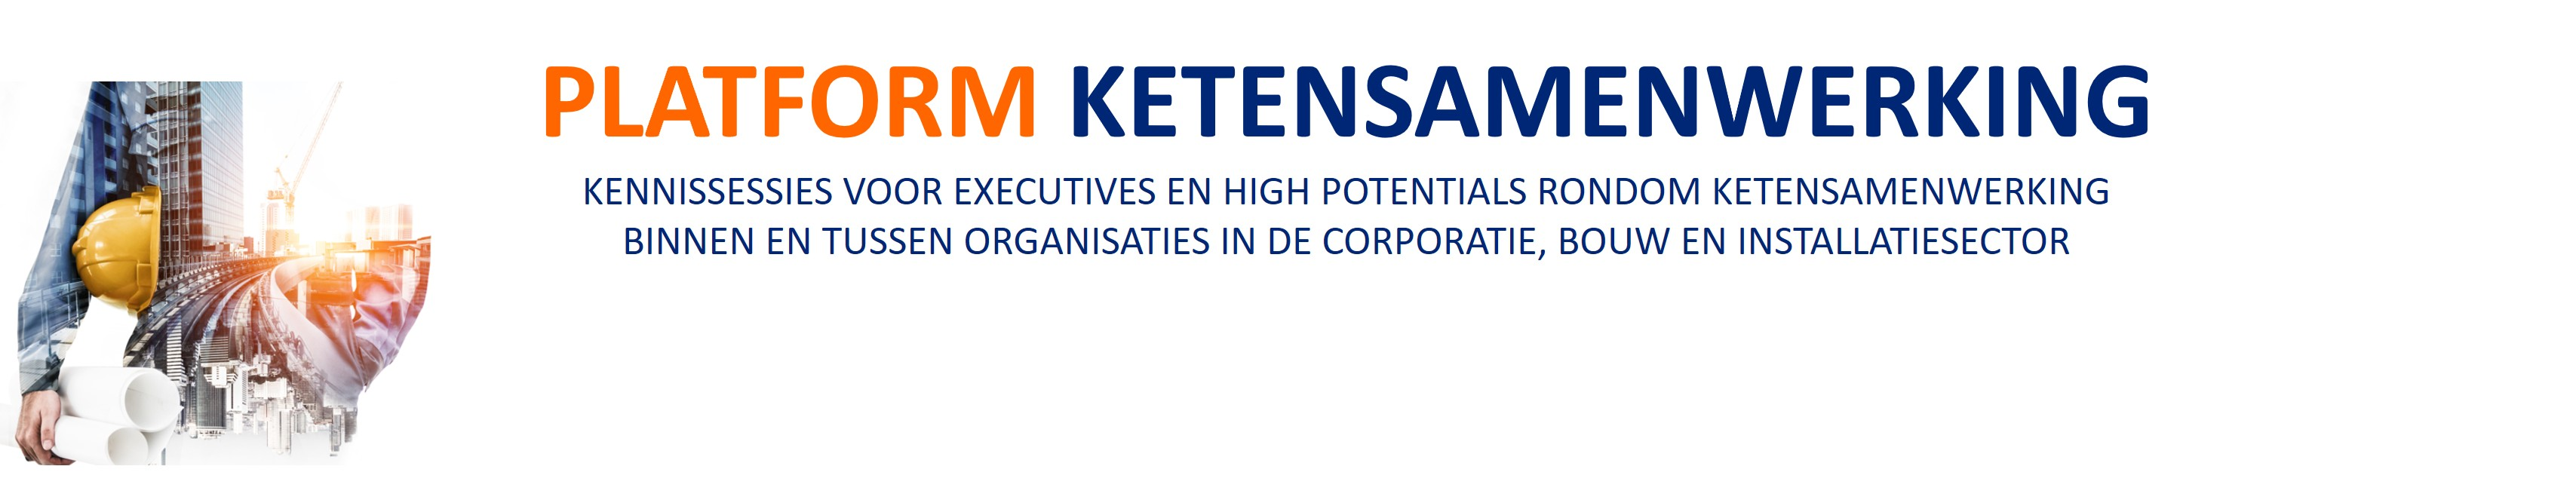 PLATFORM KETENSAMENWERKING
KENNISSESSIES VOOR EXECUTIVES EN HIGH POTENTIALS RONDOM KETENSAMENWERKING
BINNEN EN TUSSEN ORGANISATIES IN DE CORPORATIE, BOUW EN INSTALLATIESECTOR